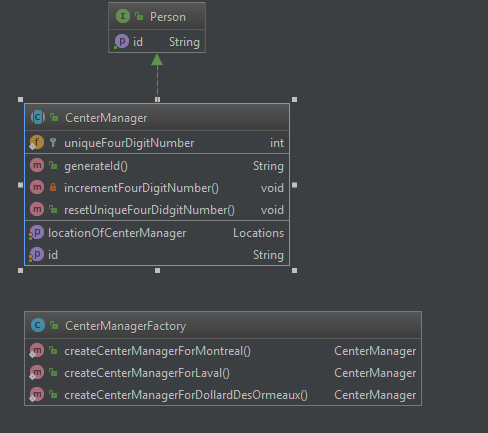 I Person
p id String
C CenterManager
f uniqueFourDigitNumber int
m generateId() String
m incrementFourDigitNumber() void
m resetUniqueFourDidgitNumber() void
p locationOfCenterManager Locations
p id String
C CenterManagerFactory
m createCenterManagerForMontreal() CenterManager
m createCenterManagerForLaval() CenterManager
m createCenterManagerForDollardDesOrmeaux() CenterManager